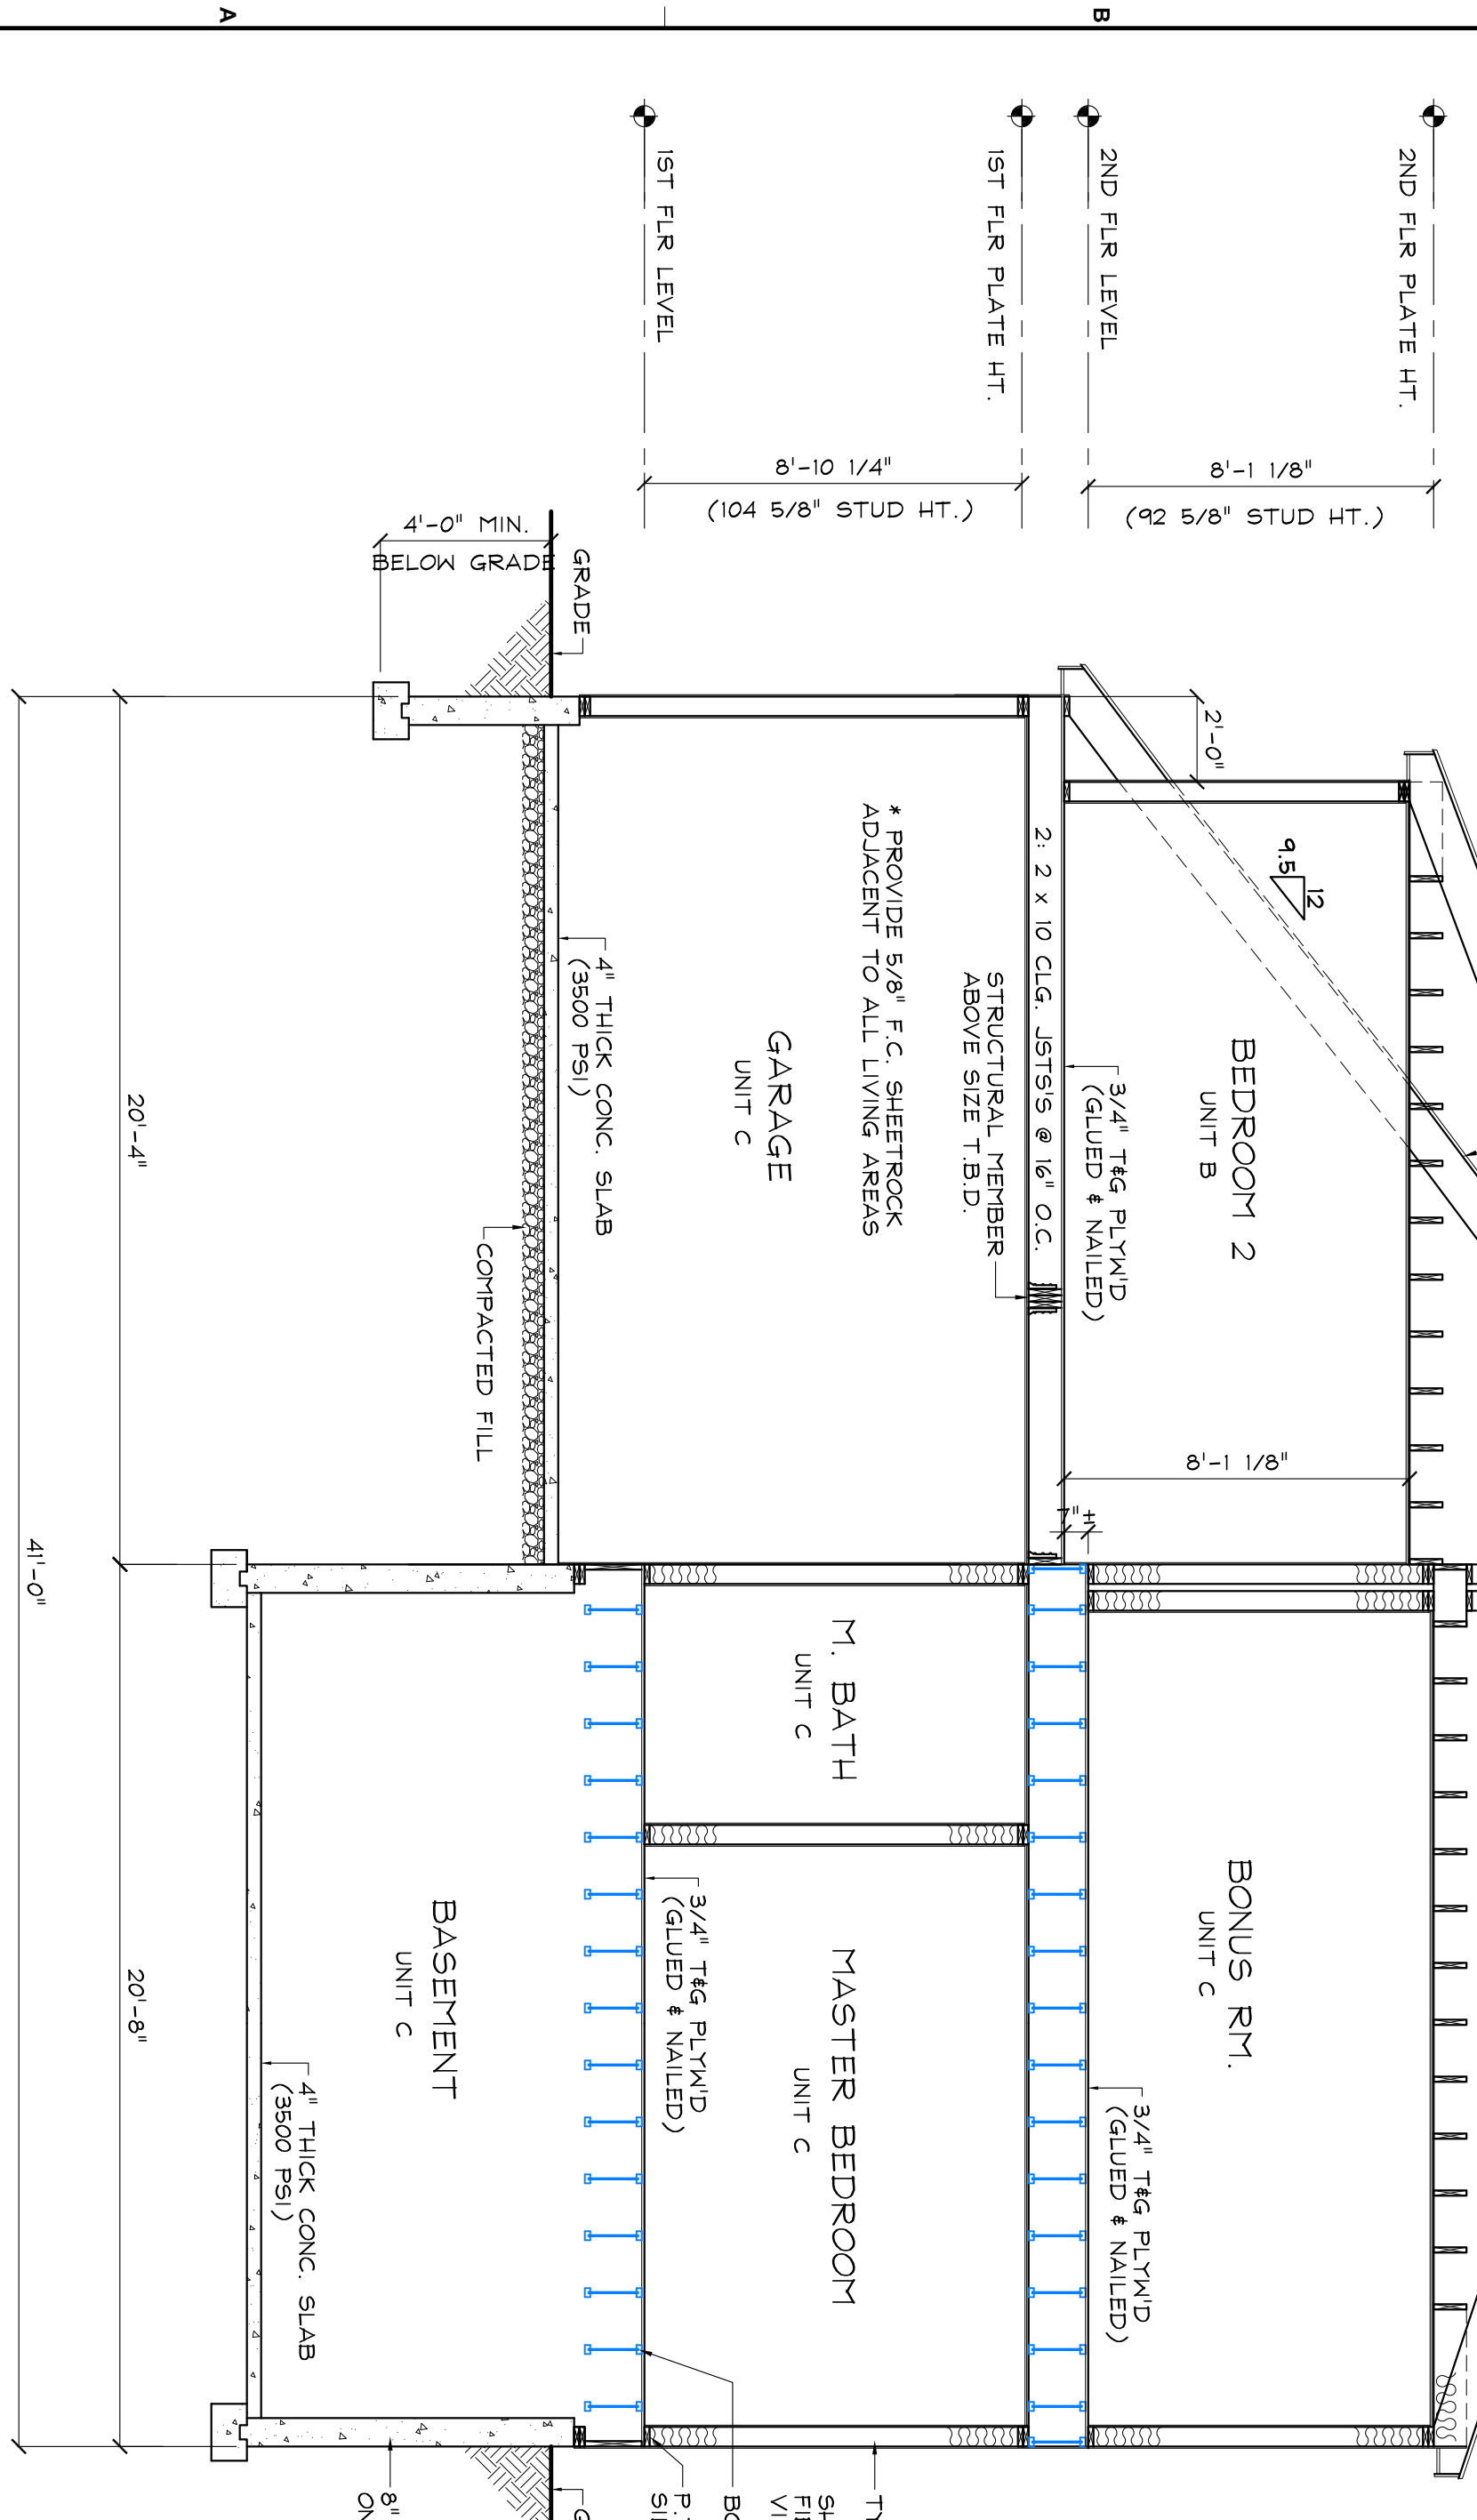 A
B
2ND FLR PLATE HT.
8'-1 1/8"
(92 5/8" STUD HT.)
2ND FLR LEVEL
1ST FLR PLATE HT.
8'-10 1/4"
(104 5/8" STUD HT.)
1ST FLR LEVEL
4'-0" MIN.
BELOW GRADE
GRADE
2'-0"
12
9.5
BEDROOM 2
UNIT B
3/4" T&G PLYW'D
(GLUED & NAILED)
8'-1 1/8"
2: 2 x 10 CLG. JSTS'S @ 16" O.C.
STRUCTURAL MEMBER
ABOVE SIZE T.B.D.
* PROVIDE 5/8" F.C. SHEETROCK
ADJACENT TO ALL LIVING AREAS
GARAGE
UNIT C
4" THICK CONC. SLAB
(3500 PSI)
COMPACTED FILL
BONUS RM.
UNIT C
3/4" T&G PLYW'D
(GLUED & NAILED)
M. BATH
UNIT C
MASTER BEDROOM
UNIT C
3/4" T&G PLYW'D
(GLUED & NAILED)
BASEMENT
UNIT C
4" THICK CONC. SLAB
(3500 PSI)
8"
20'-4"
20'-8"
41'-0"